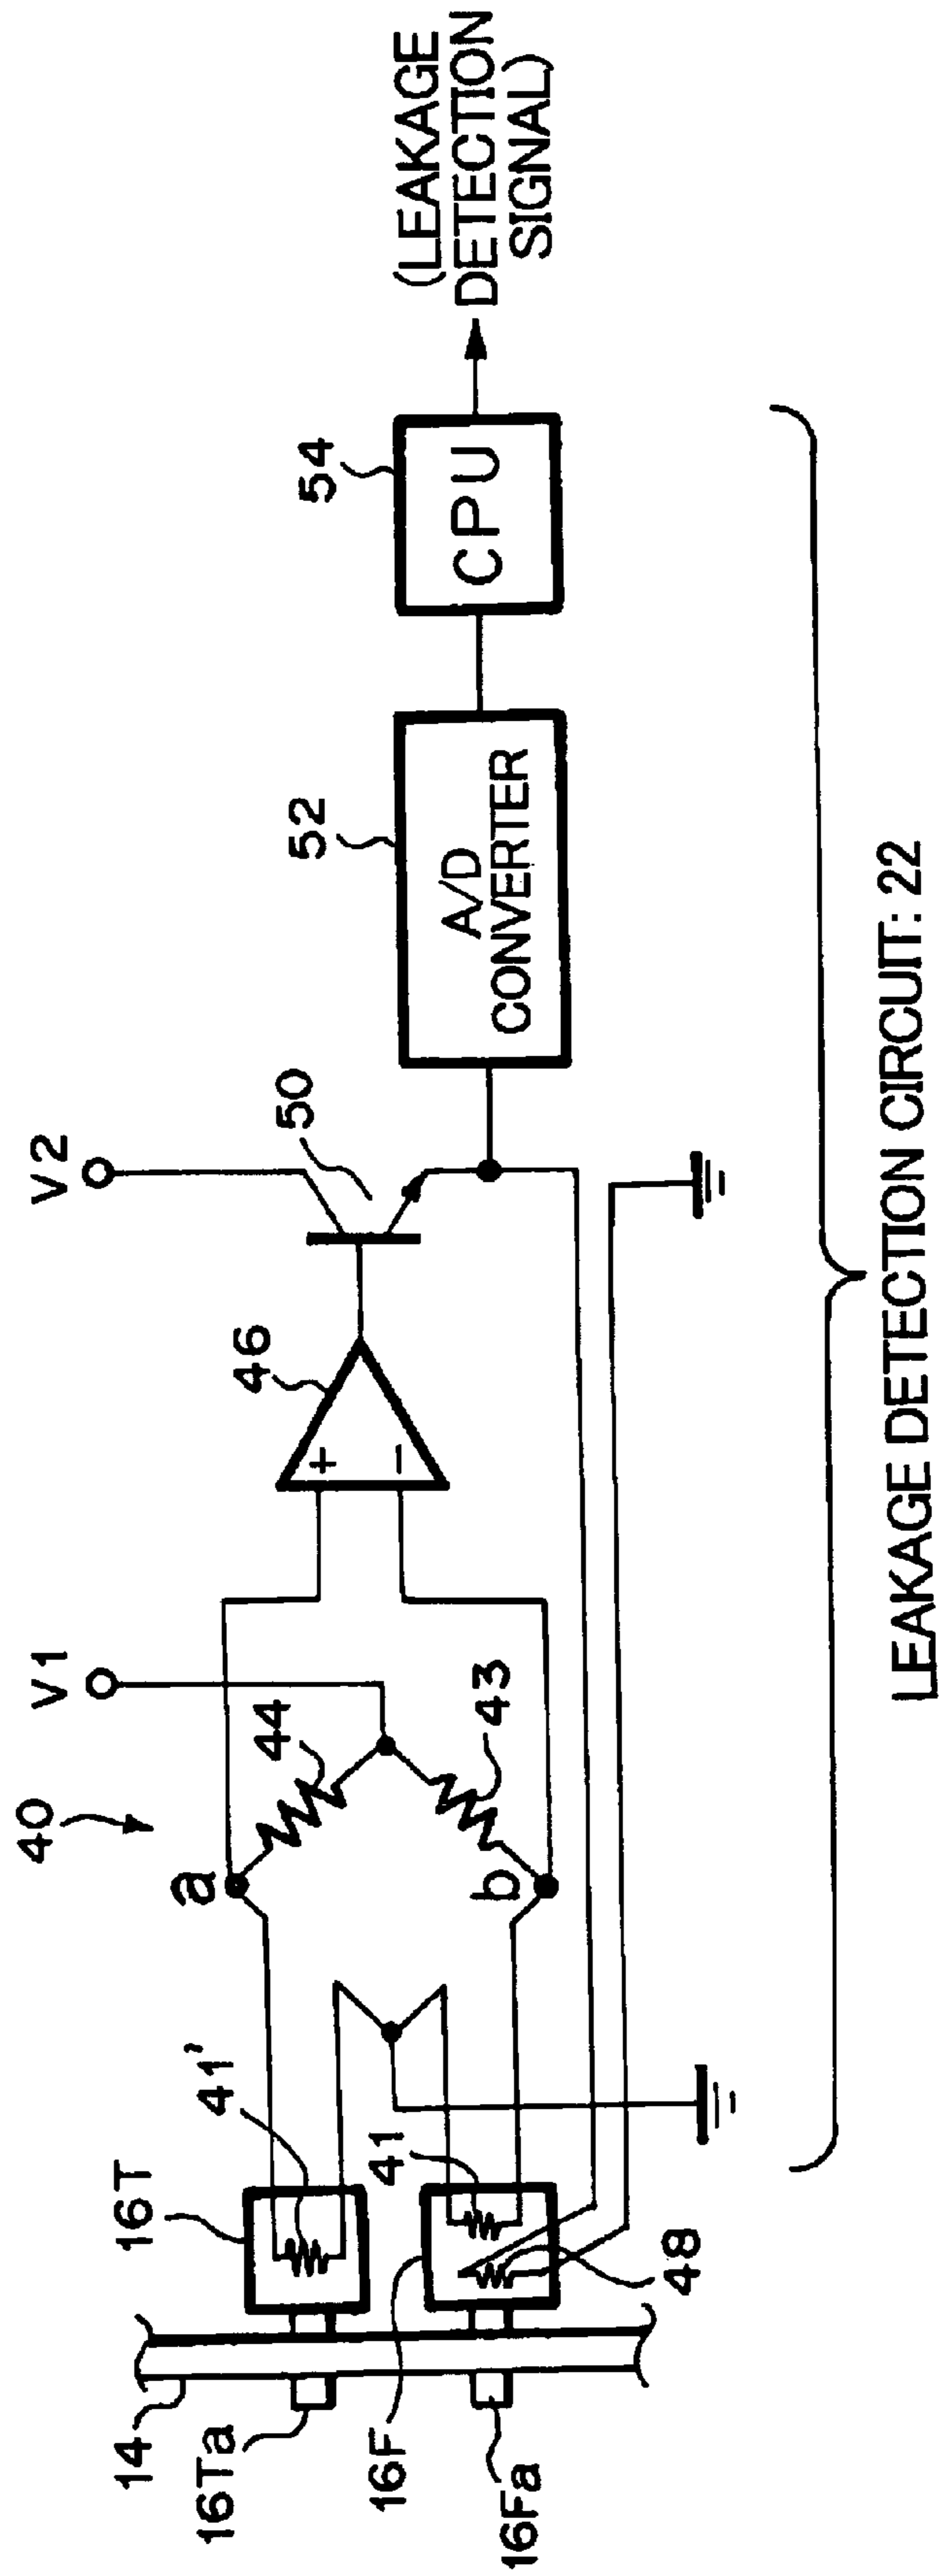 V1
V2
40
a
44
43
b
46
+
−
50
52
A/D
CONVERTER
54
CPU
(LEAKAGE
DETECTION
SIGNAL)
14
16Ta
16T
41'
16F
16Fa
41
48
LEAKAGE DETECTION CIRCUIT: 22